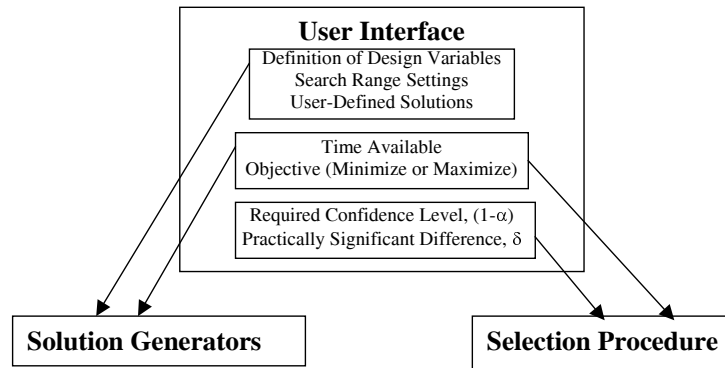 User Interface
Definition of Design Variables
Search Range Settings
User-Defined Solutions
Time Available
Objective (Minimize or Maximize)
Required Confidence Level, (1-α)
Practically Significant Difference, δ
Solution Generators
Selection Procedure